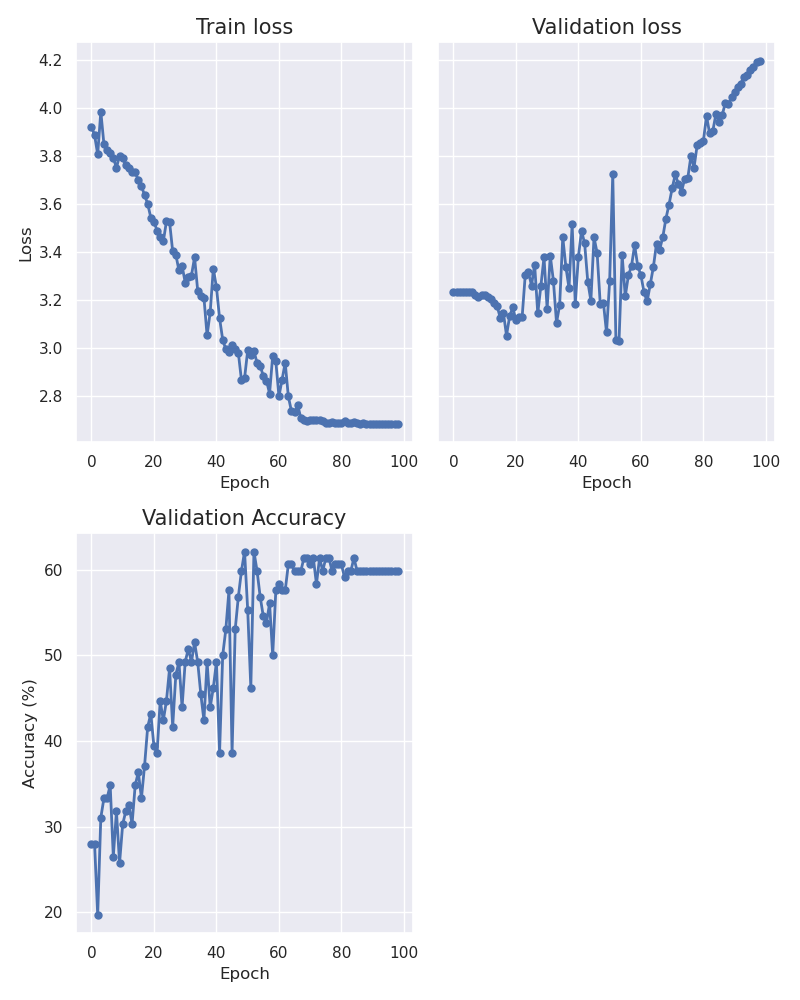 Train loss
Validation loss
4.2
4.0
3.8
3.6
3.4
3.2
3.0
2.8
Loss
0 20 40 60 80 100
0 20 40 60 80 100
Epoch
Epoch
Validation Accuracy
60
50
40
30
20
Accuracy (%)
0 20 40 60 80 100
Epoch